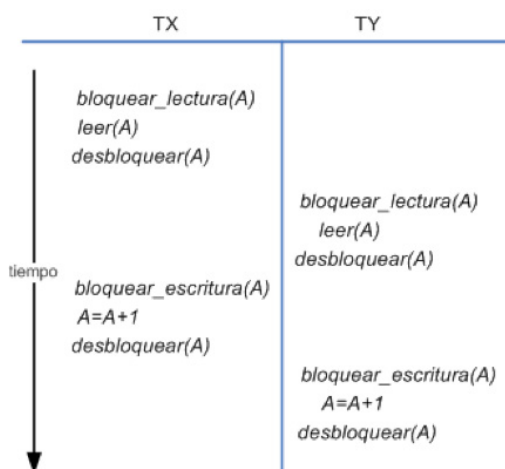 TX TY
bloquear_lectura(A)
leer(A)
desbloquear(A)
bloquear_lectura(A)
leer(A)
desbloquear(A)
tiempo
bloquear_escritura(A)
A=A+1
desbloquear(A)
bloquear_escritura(A)
A=A+1
desbloquear(A)